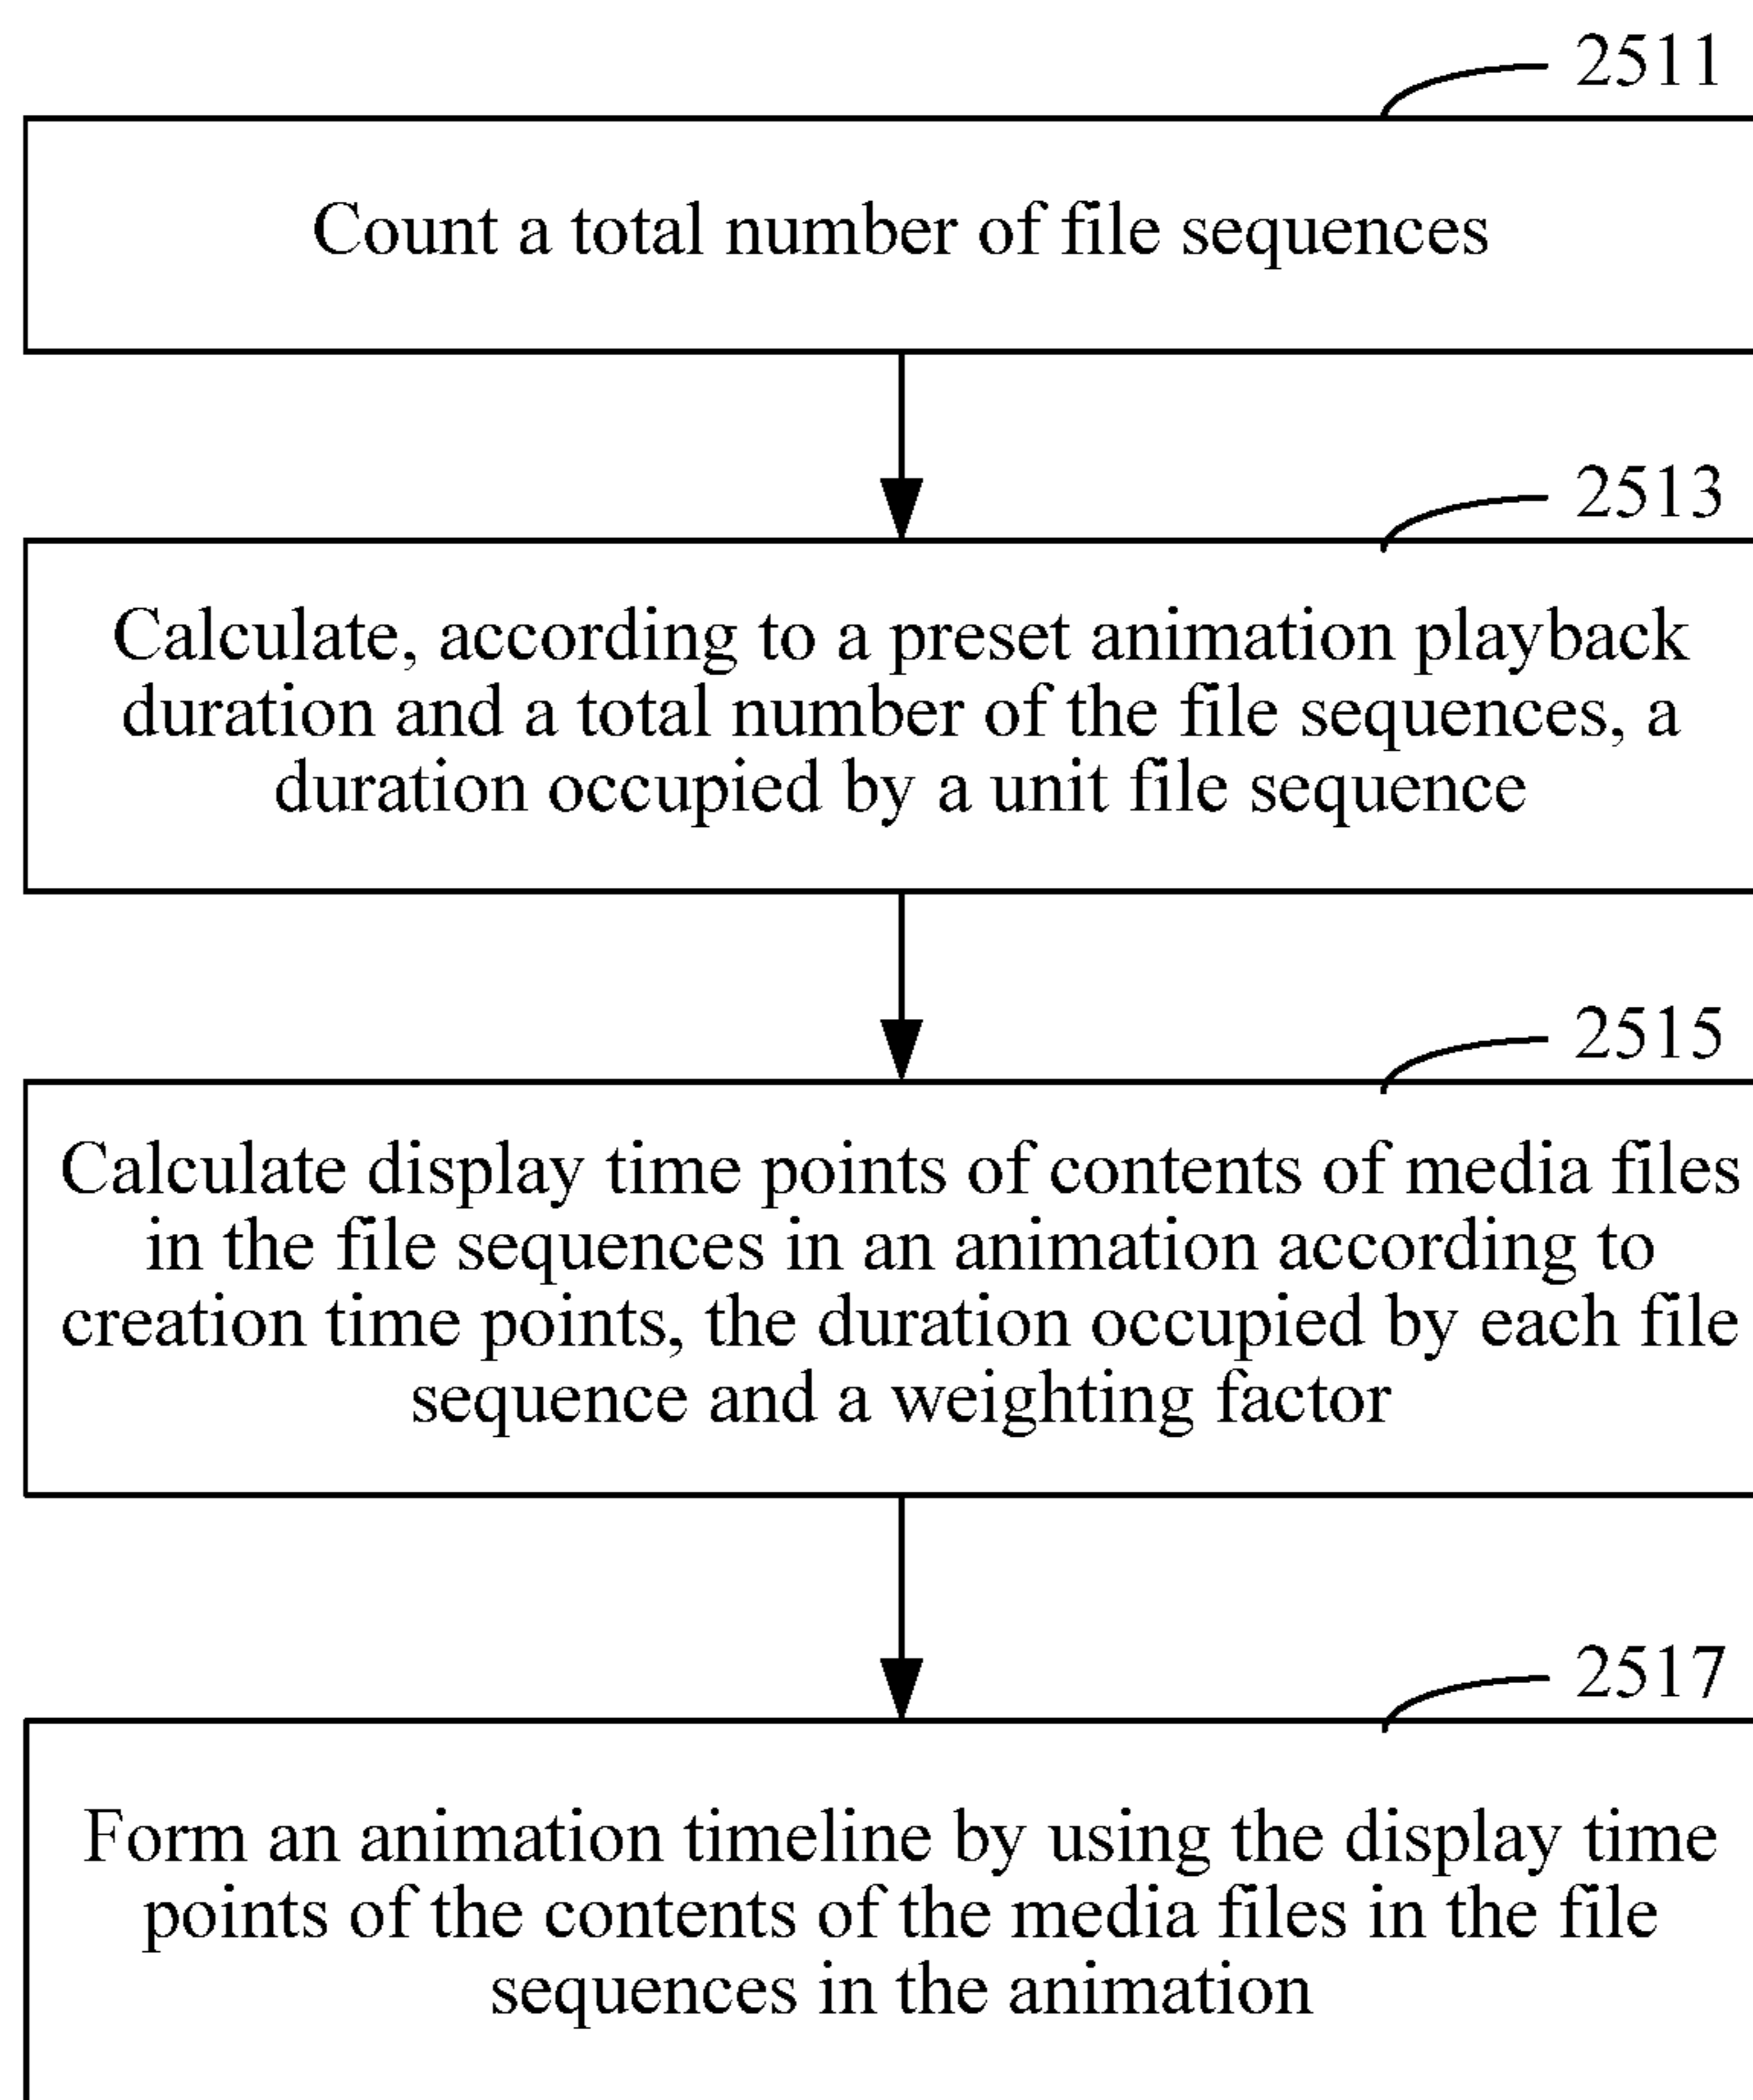 2511
Count a total number of file sequences
2513
Calculate, according to a preset animation playback
duration and a total number of the file sequences, a
duration occupied by a unit file sequence
2515
Calculate display time points of contents of media files
in the file sequences in an animation according to
creation time points, the duration occupied by each file
sequence and a weighting factor
2517
Form an animation timeline by using the display time
points of the contents of the media files in the file
sequences in the animation